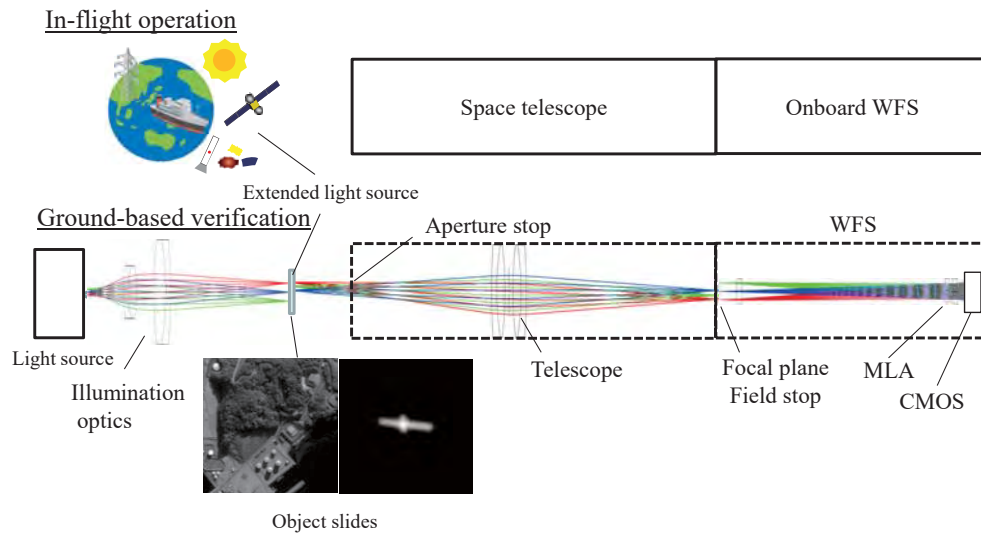 In-flight operation
Space telescope
Onboard WFS
Extended light source
Ground-based verification
WFS
Aperture stop
Light source
Illumination
optics
Telescope
Focal plane
Field stop
MLA
CMOS
Object slides